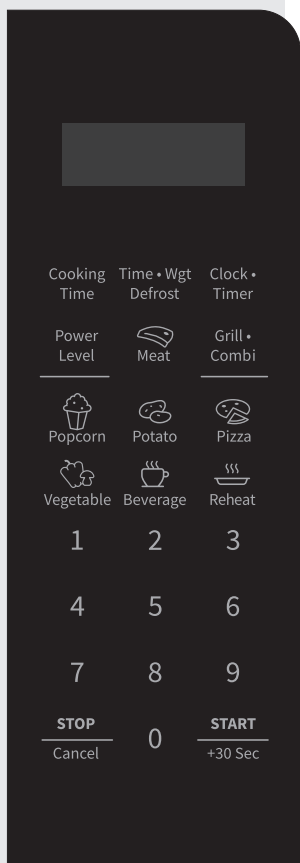 Cooking Time • Wgt Clock •
Time Defrost Timer
Power Grill •
Level Meat Combi
Popcorn Potato Pizza
Vegetable Beverage Reheat
1 2 3
4 5 6
7 8 9
STOP START
0
Cancel +30 Sec